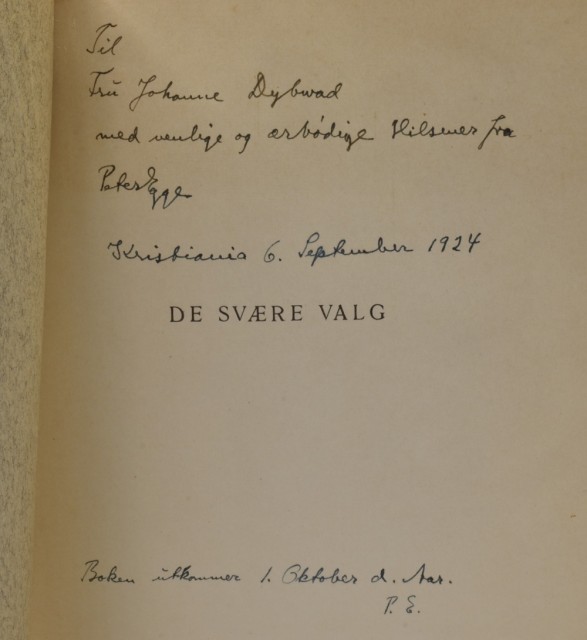 Til
Fru Johanne Dybwad
med venlige og ærbødige Hilsener fra
Peter Egge
Kristiania 6. September 1924
DE SVÆRE VALG
Boken utkommer 1. Oktober d. Aar.
P. E.